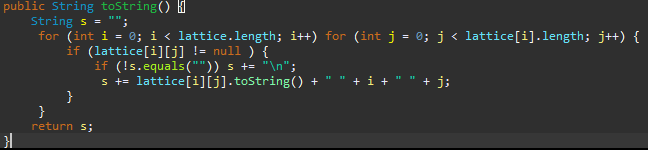 public String toString() {
    String s = "";
     for (int i = 0; i < lattice.length; i++) for (int j = 0; j < lattice[i].length; j++) {
         if (lattice[i][j] != null ) {
             if (!s.equals("")) s += "\n";
              s += lattice[i][j].toString() + " " + i + " " + j;
         }
     }
    return s;
}